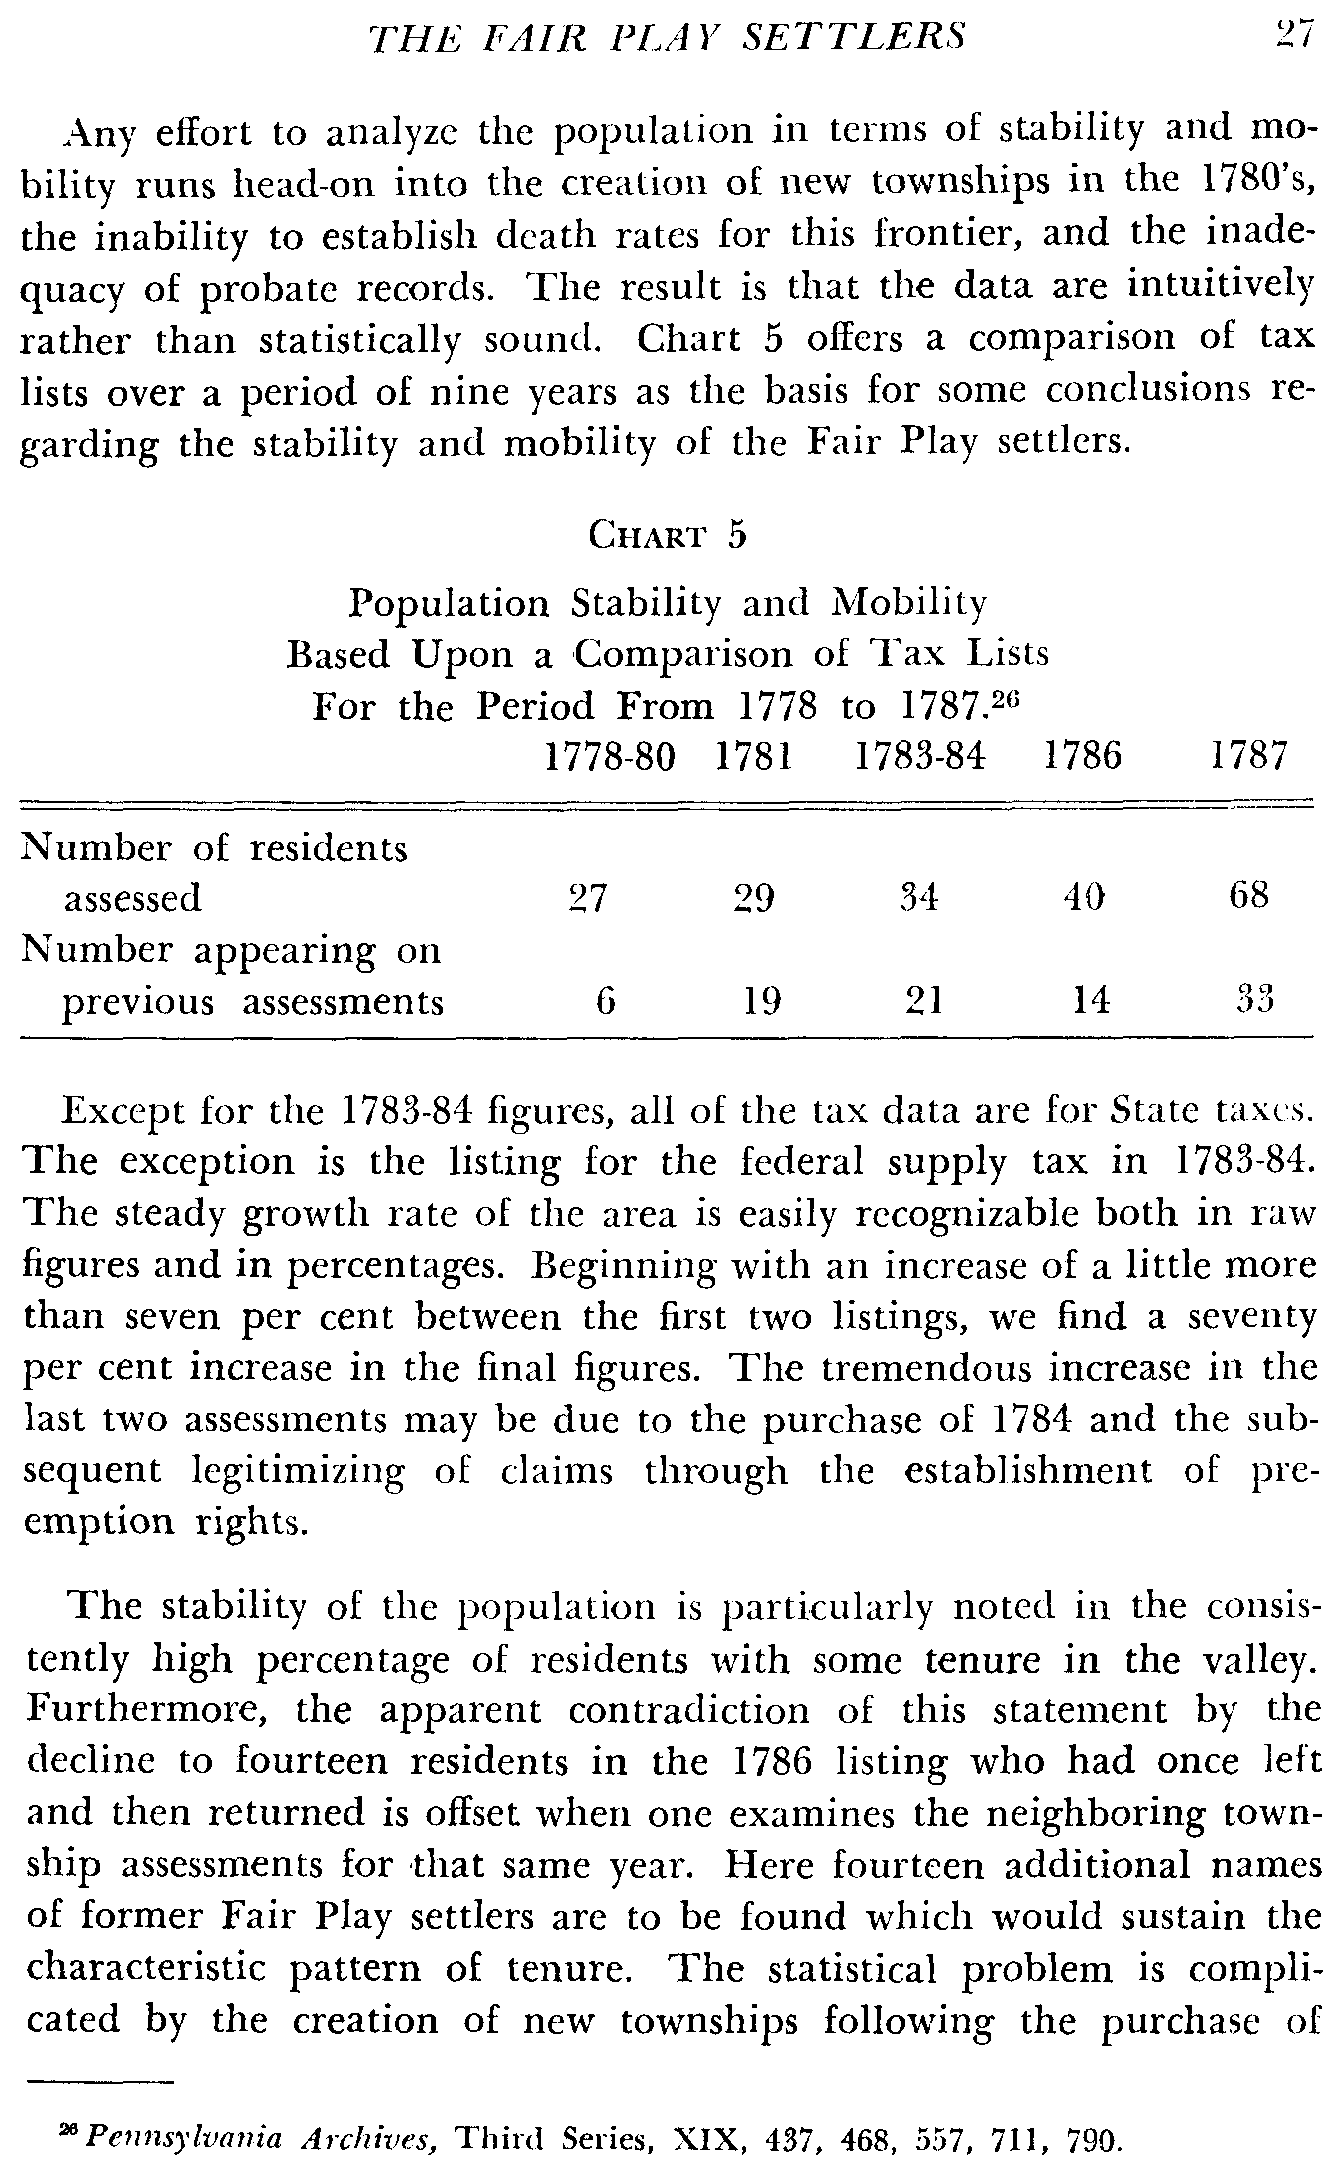 THE FAIR PLAY SETTLERS 27
Any effort to analyze the population in terms of stability and mo-
bility runs head-on into the creation of new townships in the 1780's,
the inability to establish death rates for this frontier, and the inade-
quacy of probate records. The result is that the data are intuitively
rather than statistically sound. Chart 5 offers a comparison of tax
lists over a period of nine years as the basis for some conclusions re-
garding the stability and mobility of the Fair Play settlers.
CHART 5
Population Stability and Mobility
Based Upon a Comparison of Tax Lists
For the Period From 1778 to 1787.²⁶
1778-80 1781 1783-84 1786 1787
Number of residents
assessed 27 29 34 40 68
Number appearing on
previous assessments 6 19 21 14 33
Except for the 1783-84 figures, all of the tax data are for State taxes.
The exception is the listing for the federal supply tax in 1783-84.
The steady growth rate of the area is easily recognizable both in raw
figures and in percentages. Beginning with an increase of a little more
than seven per cent between the first two listings, we find a seventy
per cent increase in the final figures. The tremendous increase in the
last two assessments may be due to the purchase of 1784 and the sub-
sequent legitimizing of claims through the establishment of pre-
emption rights.
The stability of the population is particularly noted in the consis-
tently high percentage of residents with some tenure in the valley.
Furthermore, the apparent contradiction of this statement by the
decline to fourteen residents in the 1786 listing who had once left
and then returned is offset when one examines the neighboring town-
ship assessments for that same year. Here fourteen additional names
of former Fair Play settlers are to be found which would sustain the
characteristic pattern of tenure. The statistical problem is compli-
cated by the creation of new townships following the purchase of
²⁶ Pennsylvania Archives, Third Series, XIX, 437, 468, 557, 711, 790.